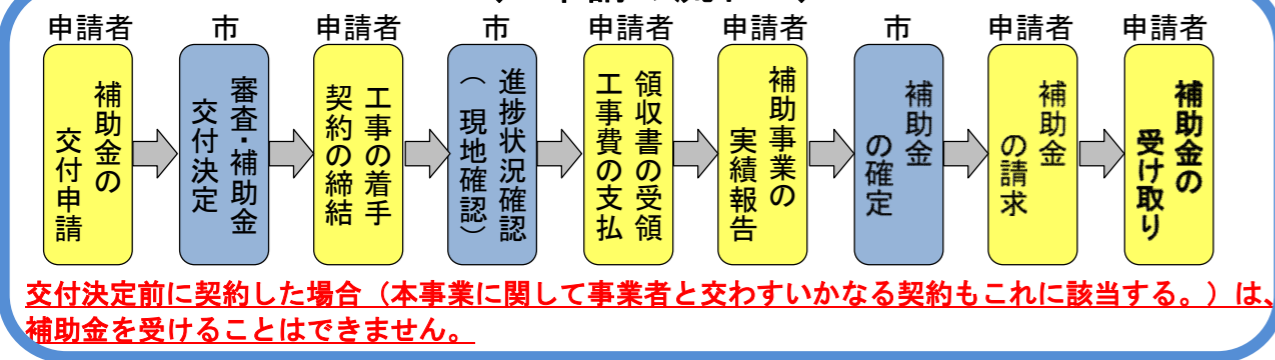 申請者
補助金の
交付申請
市
審査・補助金
交付決定
申請者
工事の着手
契約の締結
市
進捗状況確認
（現地確認）
申請者
領収書の受領
工事費の支払
申請者
補助事業の
実績報告
市
補助金
の確定
申請者
補助金
の請求
申請者
補助金の
受け取り
交付決定前に契約した場合（本事業に関して事業者と交わすいかなる契約もこれに該当する。）は、
補助金を受けることはできません。